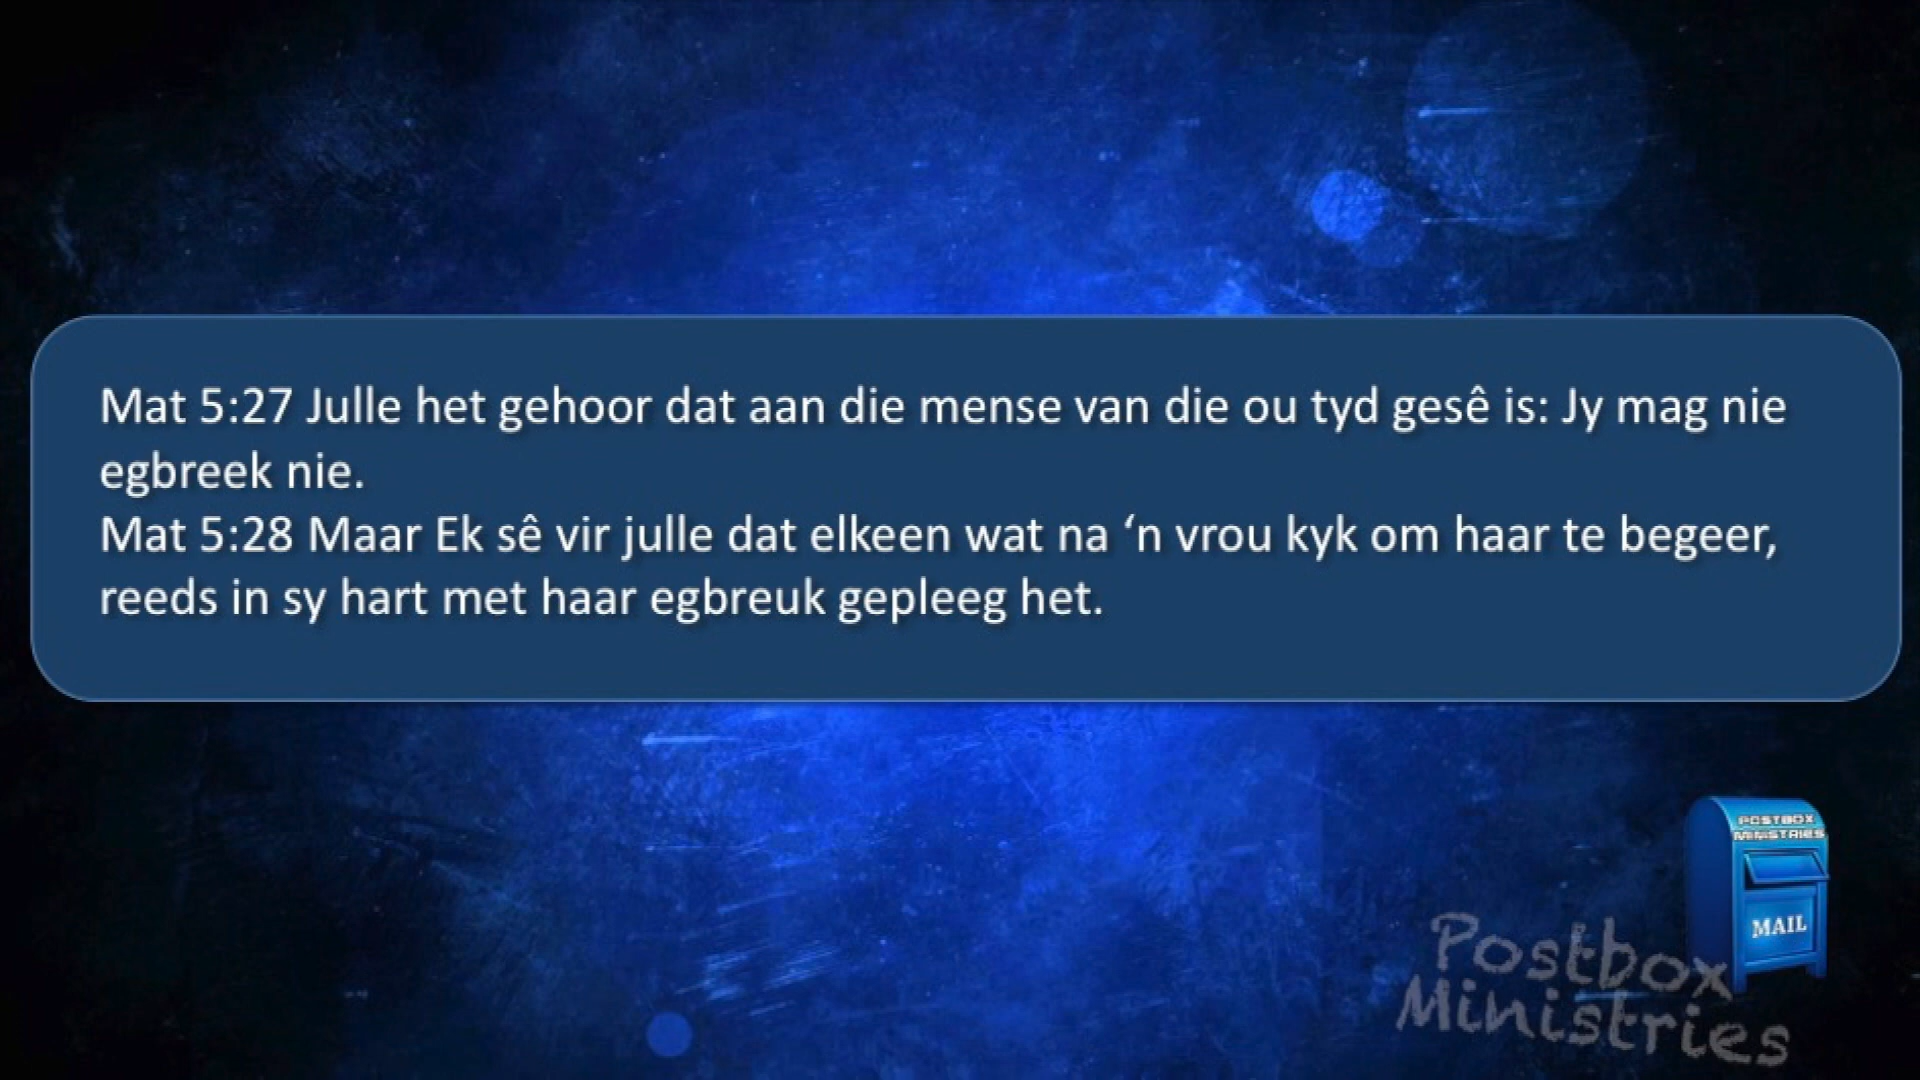 Mat 5:27 Julle het gehoor dat aan die mense van die ou tyd gesê is: Jy mag nie
egbreek nie.
Mat 5:28 Maar Ek sê vir julle dat elkeen wat na ‘n vrou kyk om haar te begeer,
reeds in sy hart met haar egbreuk gepleeg het.
POSTBOX
MINISTRIES
MAIL
Postbox
Ministries